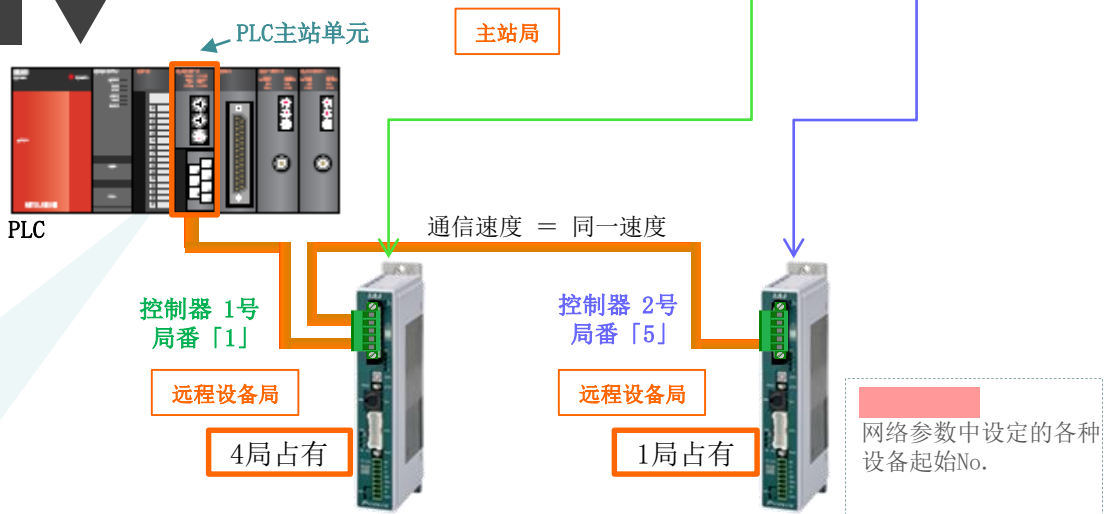 PLC主站单元
主站局
PLC
通信速度 = 同一速度
控制器 1号
局番「1」
控制器 2号
局番「5」
远程设备局
远程设备局
4局占有
1局占有
网络参数中设定的各种
设备起始No.